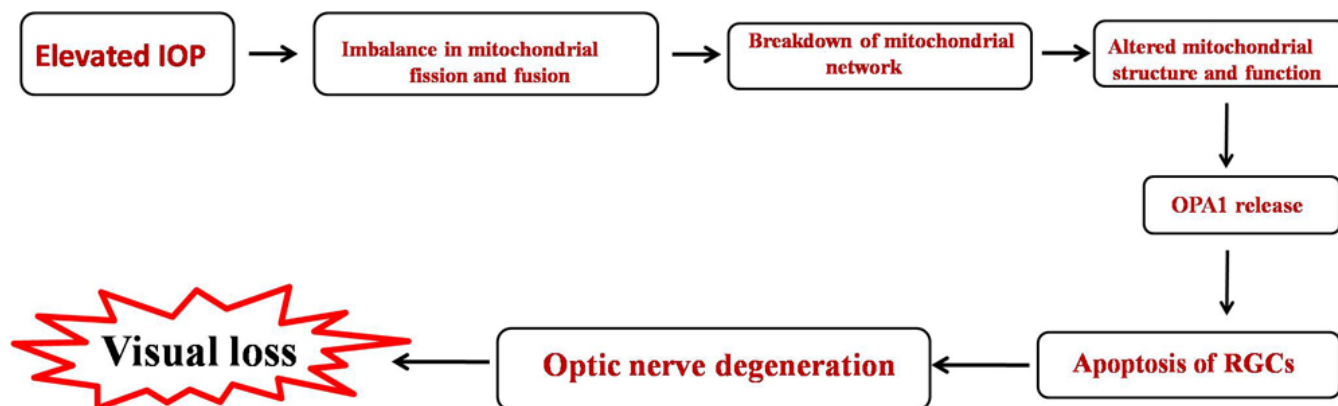 Elevated IOP
Imbalance in mitochondrial
fission and fusion
Breakdown of mitochondrial
network
Altered mitochondrial
structure and function
OPA1 release
Apoptosis of RGCs
Optic nerve degeneration
Visual loss